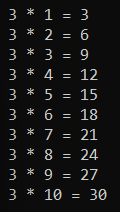 3 * 1 = 3
3 * 2 = 6
3 * 3 = 9
3 * 4 = 12
3 * 5 = 15
3 * 6 = 18
3 * 7 = 21
3 * 8 = 24
3 * 9 = 27
3 * 10 = 30